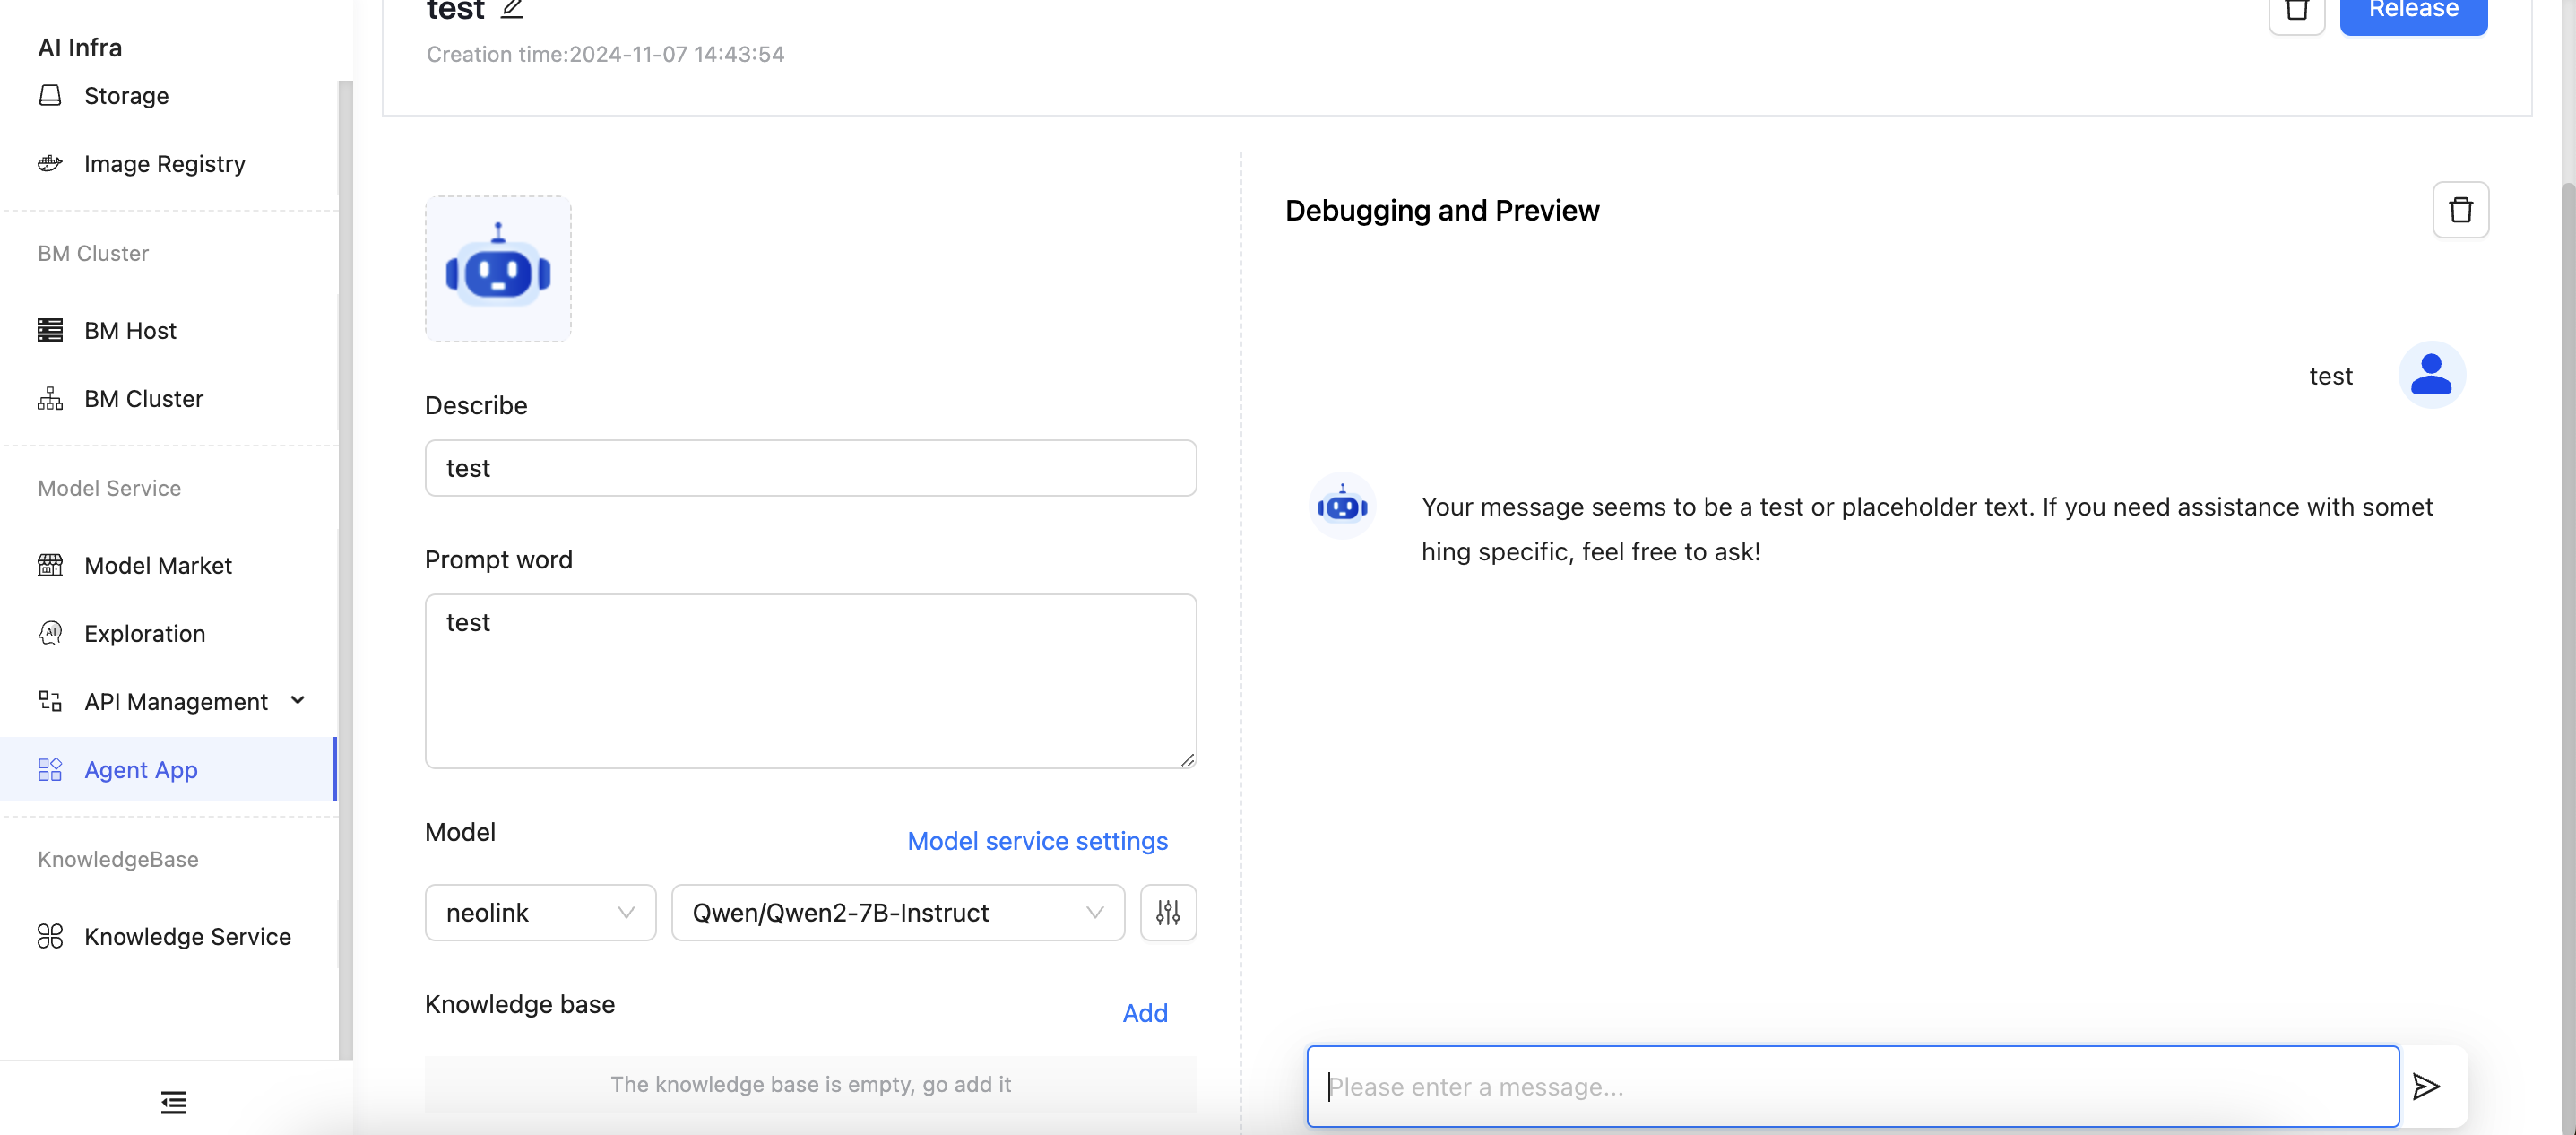 AI Infra
Storage
Image Registry
BM Cluster
BM Host
BM Cluster
Model Service
Model Market
Exploration
API Management
Agent App
KnowledgeBase
Knowledge Service
test
Creation time:2024-11-07 14:43:54
Release
Describe
test
Prompt word
test
Model
Model service settings
neolink
Qwen/Qwen2-7B-Instruct
Knowledge base
Add
The knowledge base is empty, go add it
Debugging and Preview
test
Your message seems to be a test or placeholder text. If you need assistance with somet
hing specific, feel free to ask!
Please enter a message...